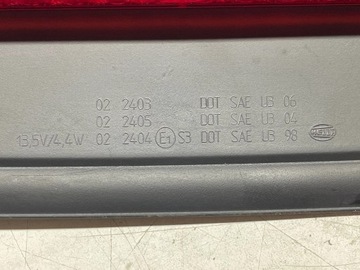 02 2403 DOT SAE U3 06
02 2405 DOT SAE U3 04
13,5V/4,4W 02 2404 E1 S3 DOT SAE U3 98 HELLA